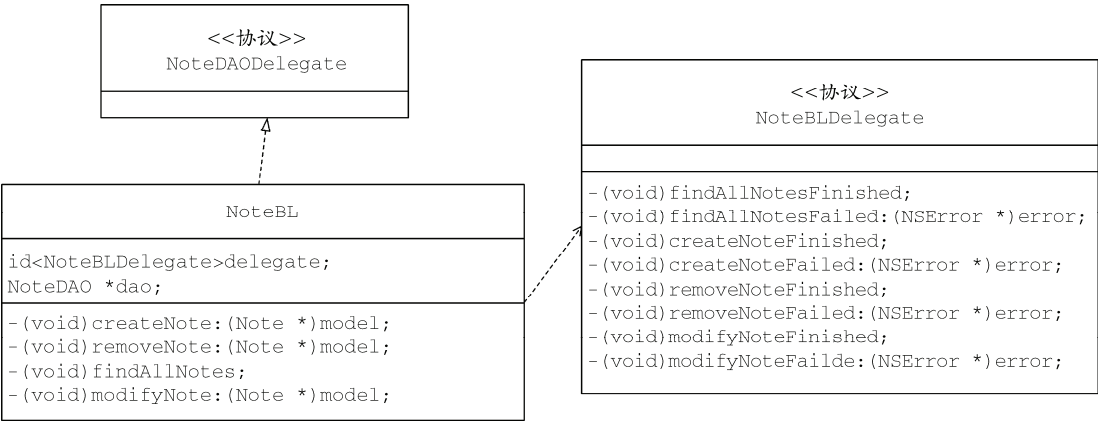 <<协议>>
NoteDAODelegate
NoteBL
id<NoteBLDelegate>delegate;
NoteDAO *dao;
-(void)createNote:(Note *)model;
-(void)removeNote:(Note *)model;
-(void)findAllNotes;
-(void)modifyNote:(Note *)model;
<<协议>>
NoteBLDelegate
-(void)findAllNotesFinished;
-(void)findAllNotesFailed:(NSError *)error;
-(void)createNoteFinished;
-(void)createNoteFailed:(NSError *)error;
-(void)removeNoteFinished;
-(void)removeNoteFailed:(NSError *)error;
-(void)modifyNoteFinished;
-(void)modifyNoteFailde:(NSError *)error;